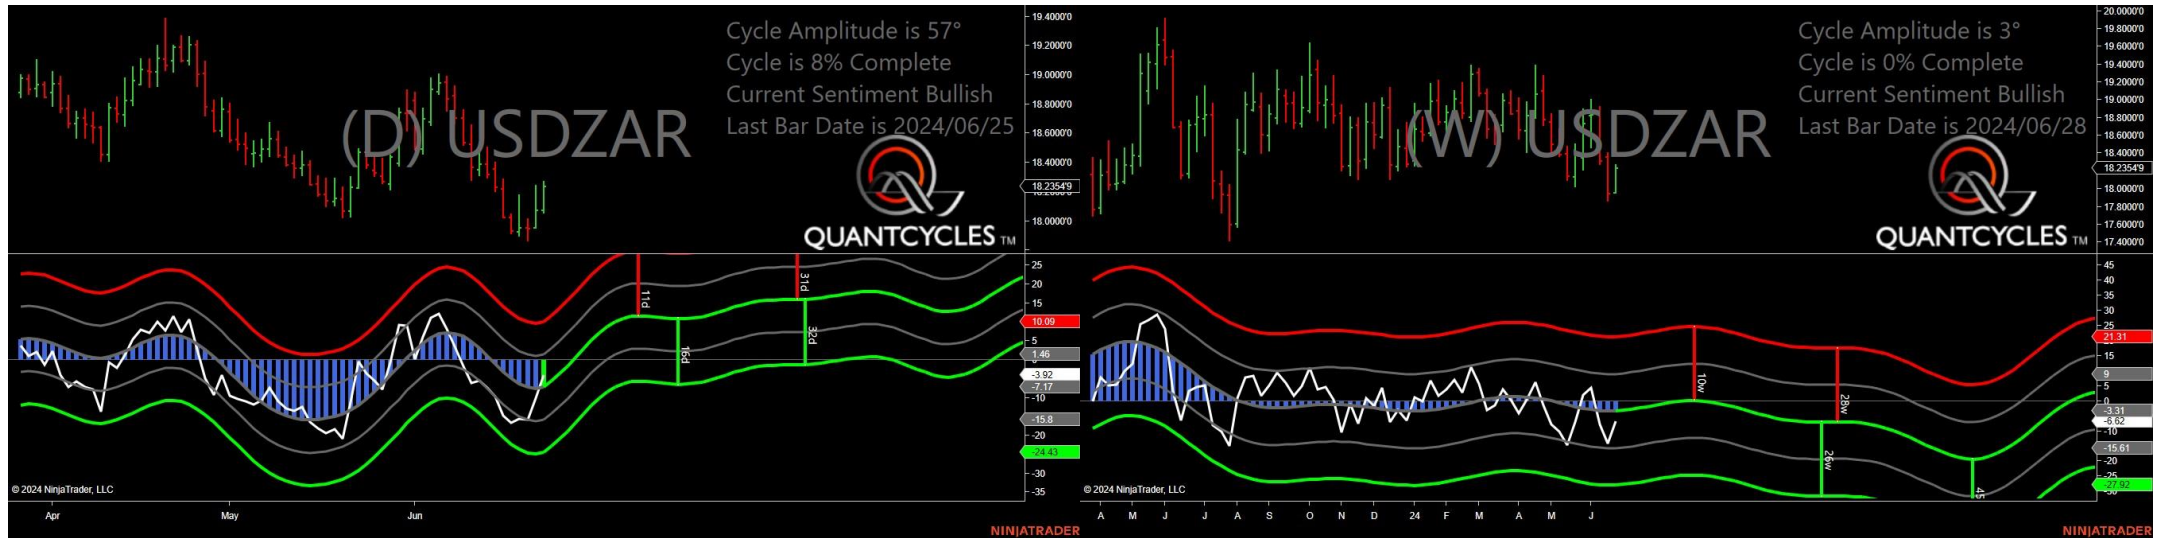 Cycle Amplitude is 57°
Cycle is 8% Complete
Current Sentiment Bullish
Last Bar Date is 2024/06/25
(D) USDZAR
QUANTCYCLES TM
19.4000'0
19.2000'0
19.0000'0
18.8000'0
18.6000'0
18.4000'0
18.2354'9
18.0000'0
11d
16d
31d
32d
25
20
15
10.09
5
1.46
-3.92
-7.17
-10
-15.8
-20
-24.43
-30
-35
© 2024 NinjaTrader, LLC
Apr
May
Jun
NINJATRADER
Cycle Amplitude is 3°
Cycle is 0% Complete
Current Sentiment Bullish
Last Bar Date is 2024/06/28
(W) USDZAR
QUANTCYCLES TM
20.0000'0
19.8000'0
19.6000'0
19.4000'0
19.2000'0
19.0000'0
18.8000'0
18.6000'0
18.4000'0
18.2354'9
18.0000'0
17.8000'0
17.6000'0
17.4000'0
10w
26w
28w
45
45
40
35
30
25
21.31
15
9
5
0
-3.31
-6.62
-10
-15.61
-20
-25
-27.92
-30
© 2024 NinjaTrader, LLC
A M J J A S O N D 24 F M A M J
NINJATRADER